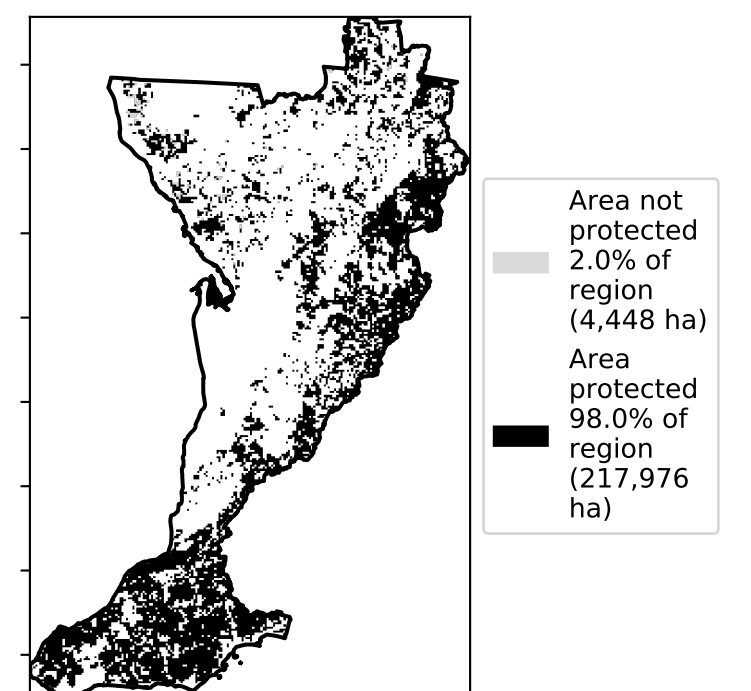 Area not
protected
2.0% of
region
(4,448 ha)
Area
protected
98.0% of
region
(217,976
ha)